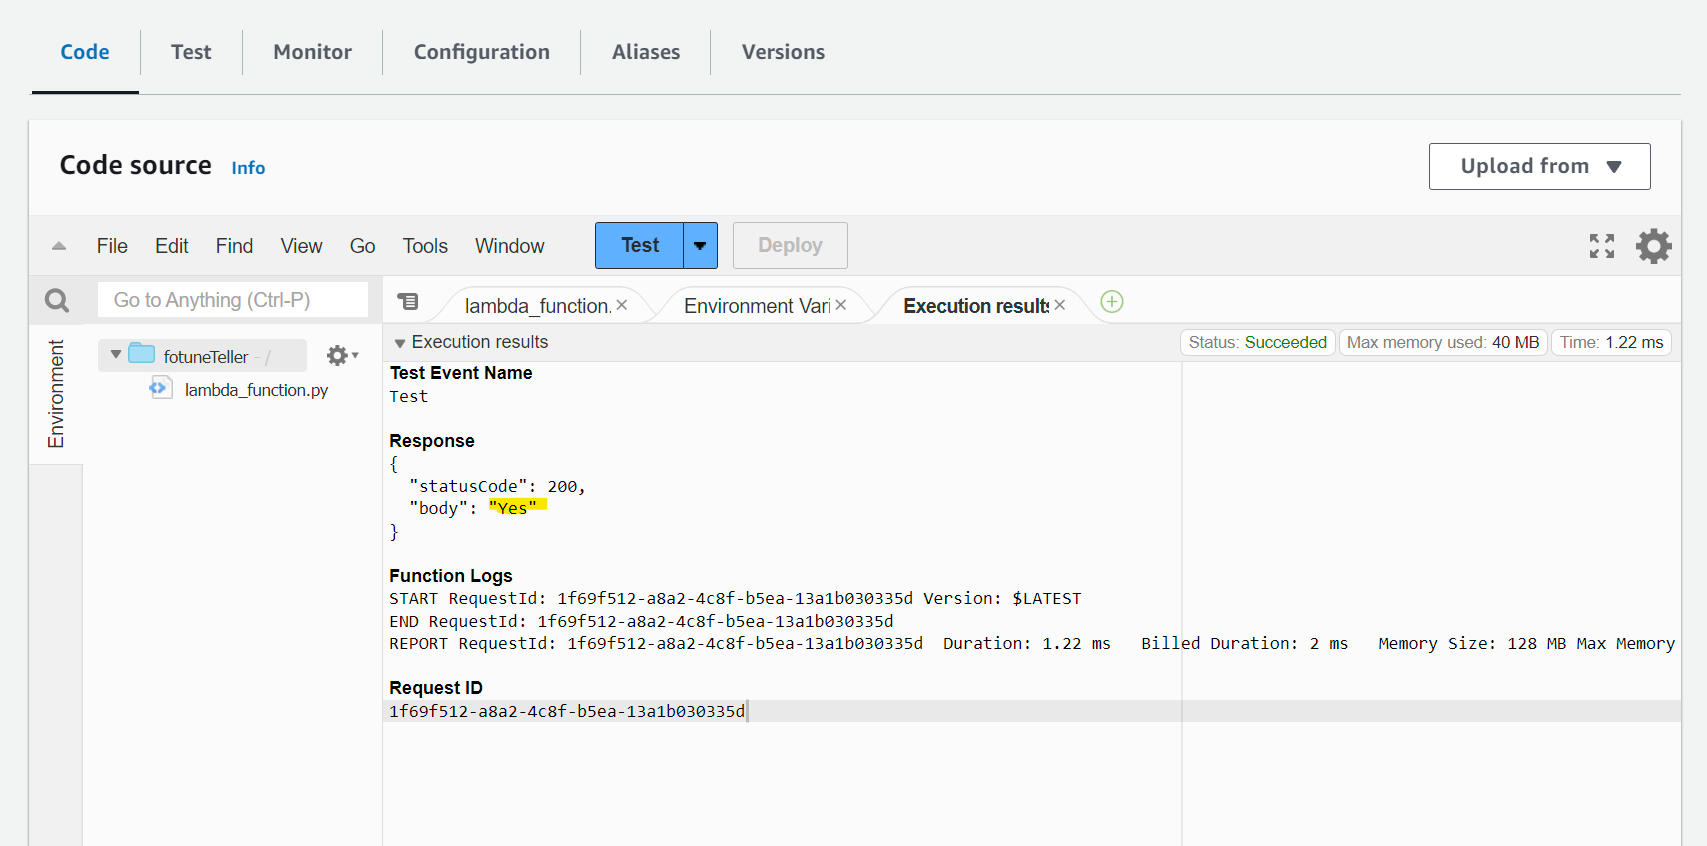 Code Test Monitor Configuration Aliases Versions
Code source Info
Upload from
File Edit Find View Go Tools Window Test Deploy
Go to Anything (Ctrl-P)
lambda_function. Environment Vari Execution results
Environment
fotuneTeller - /
lambda_function.py
Execution results
Status: Succeeded Max memory used: 40 MB Time: 1.22 ms
Test Event Name
Test
Response
{
"statusCode": 200,
"body": "Yes"
}
Function Logs
START RequestId: 1f69f512-a8a2-4c8f-b5ea-13a1b030335d Version: $LATEST
END RequestId: 1f69f512-a8a2-4c8f-b5ea-13a1b030335d
REPORT RequestId: 1f69f512-a8a2-4c8f-b5ea-13a1b030335d Duration: 1.22 ms Billed Duration: 2 ms Memory Size: 128 MB Max Memory
Request ID
1f69f512-a8a2-4c8f-b5ea-13a1b030335d